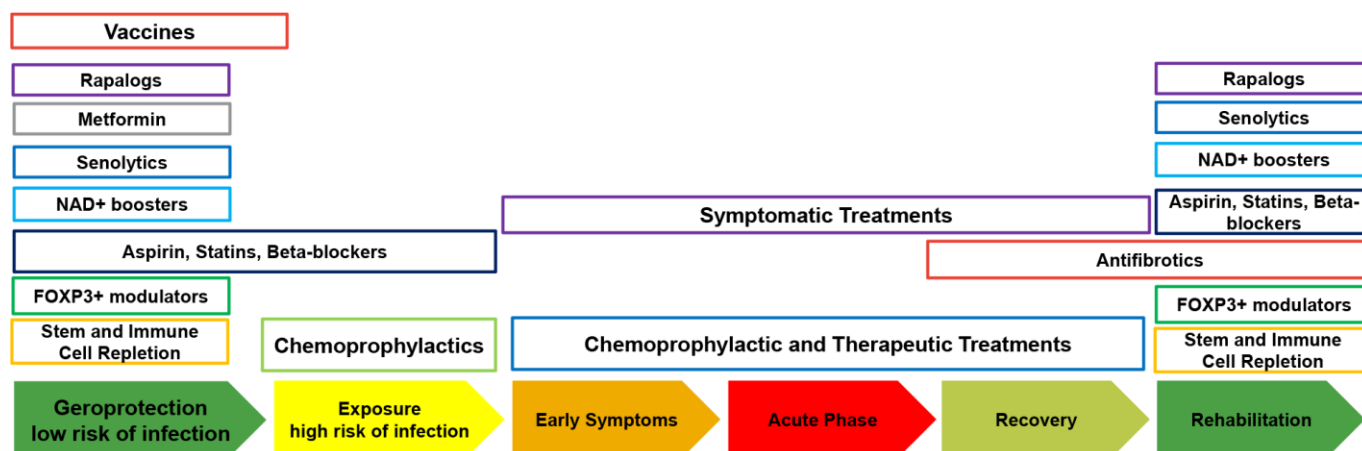 Vaccines
Rapalogs
Rapalogs
Metformin
Senolytics
Senolytics
NAD+ boosters
NAD+ boosters
Symptomatic Treatments
Aspirin, Statins, Beta-
blockers
Aspirin, Statins, Beta-blockers
Antifibrotics
FOXP3+ modulators
FOXP3+ modulators
Stem and Immune
Cell Repletion
Chemoprophylactics
Chemoprophylactic and Therapeutic Treatments
Stem and Immune
Cell Repletion
Geroprotection
low risk of infection
Exposure
high risk of infection
Early Symptoms
Acute Phase
Recovery
Rehabilitation